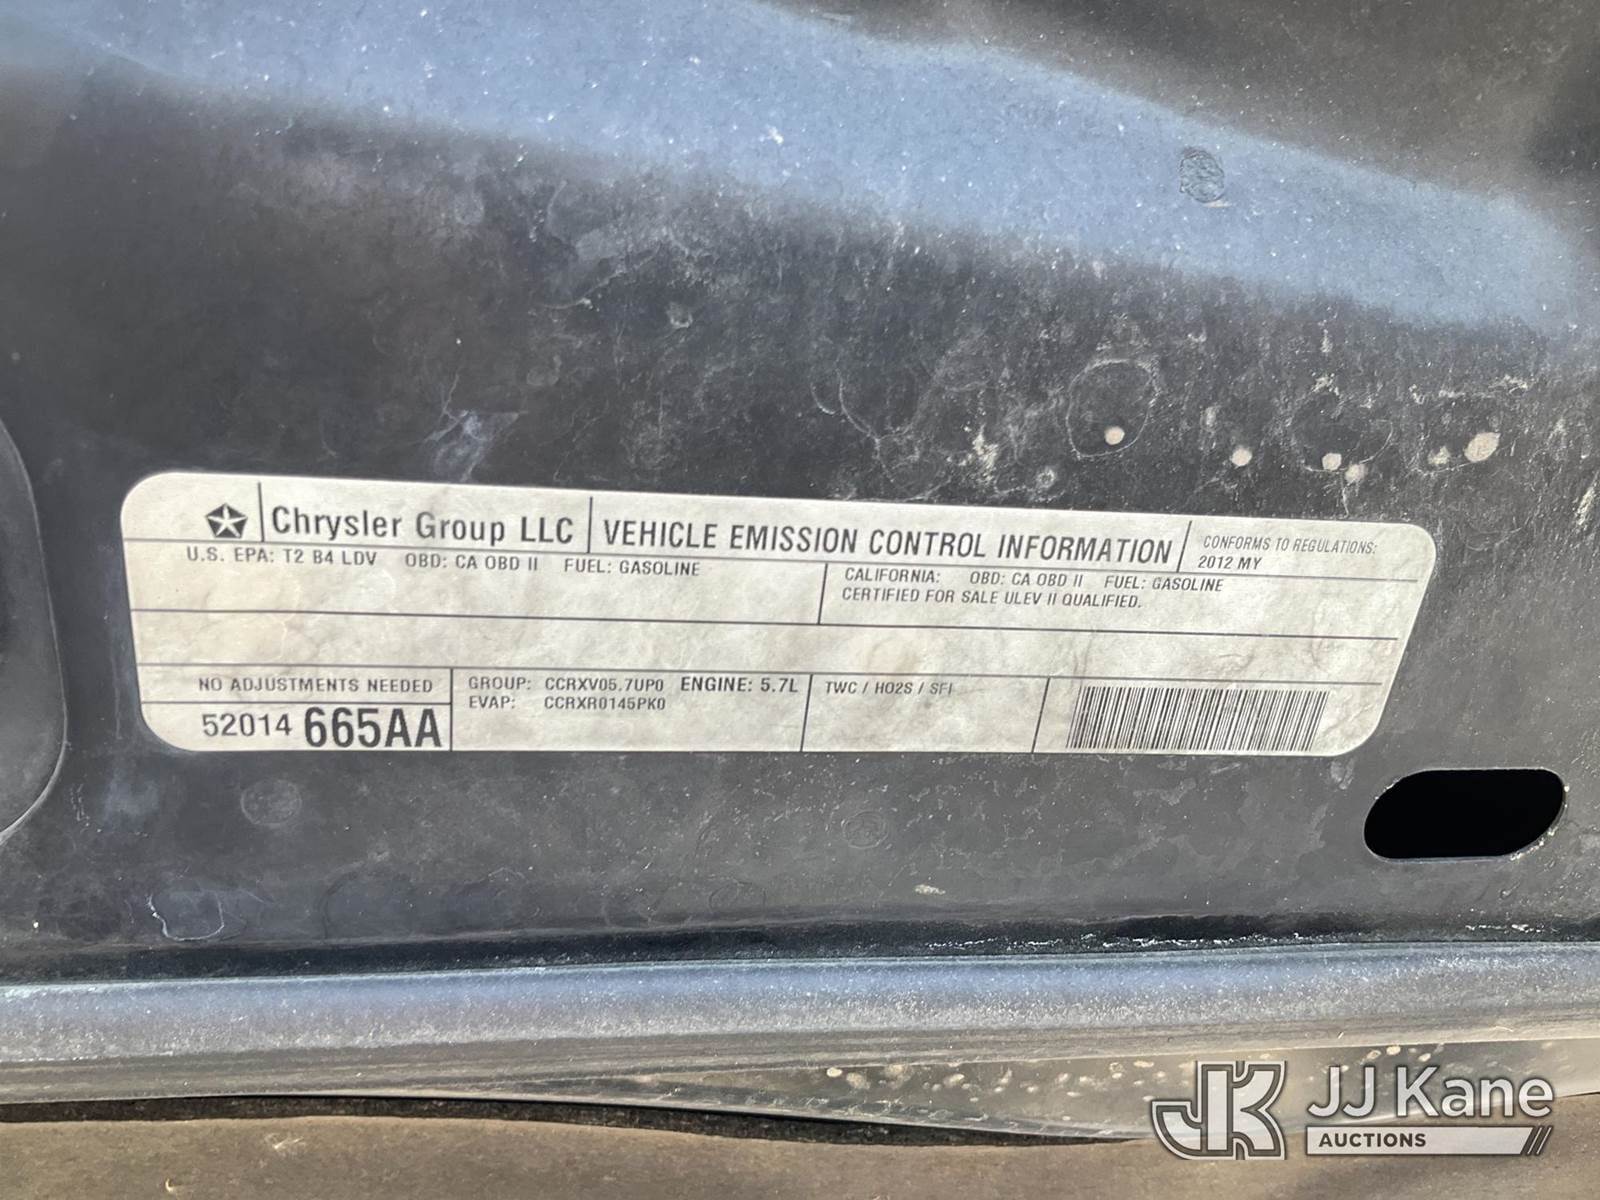 Chrysler Group LLC VEHICLE EMISSION CONTROL INFORMATION CONFORMS TO REGULATIONS:
2012 MY
U.S. EPA: T2 B4 LDV OBD: CA OBD II FUEL: GASOLINE
CALIFORNIA: OBD: CA OBD II FUEL: GASOLINE
CERTIFIED FOR SALE ULEV II QUALIFIED.
NO ADJUSTMENTS NEEDED
52014 665AA
GROUP: CCRXV05.7UP0 ENGINE: 5.7L
EVAP: CCRXR0145PK0
TWC / HO2S / SFI
JK JJ Kane
AUCTIONS